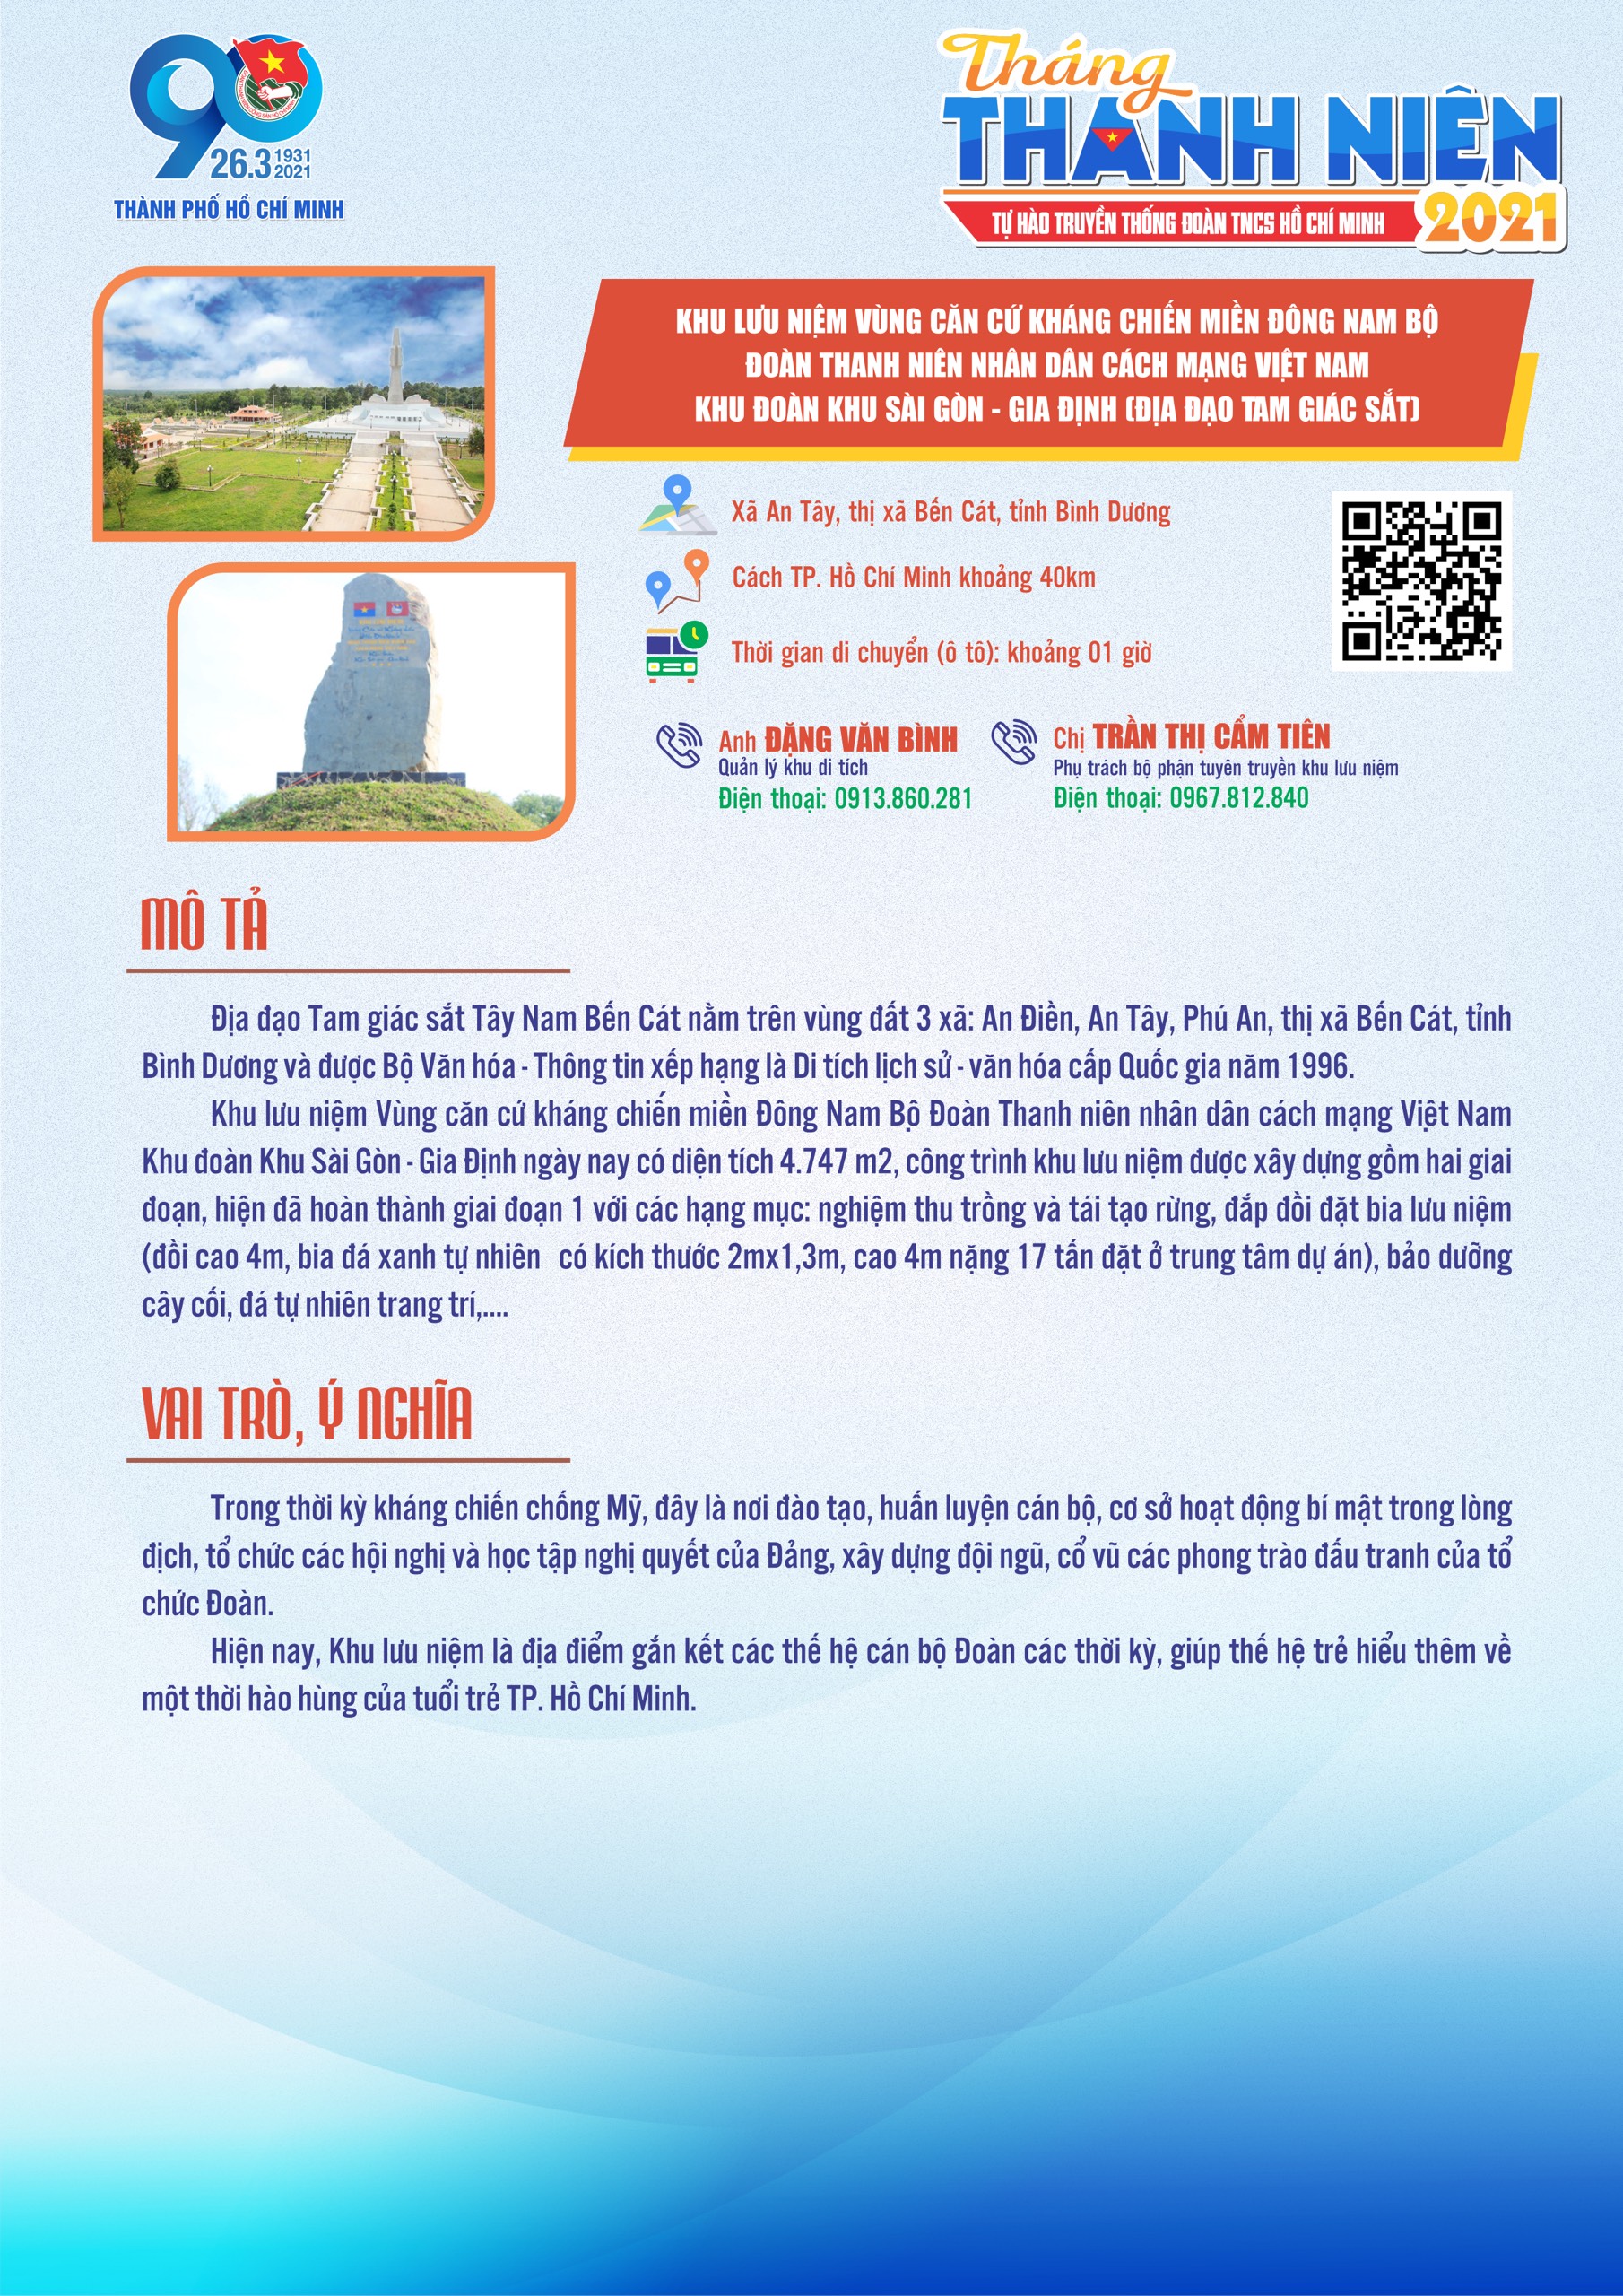 26.3 1931
2021
THÀNH PHỐ HỒ CHÍ MINH
Tháng
THANH NIÊN
2021
TỰ HÀO TRUYỀN THỐNG ĐOÀN TNCS HỒ CHÍ MINH
KHU LƯU NIỆM VÙNG CĂN CỨ KHÁNG CHIẾN MIỀN ĐÔNG NAM BỘ
ĐOÀN THANH NIÊN NHÂN DÂN CÁCH MẠNG VIỆT NAM
KHU ĐOÀN KHU SÀI GÒN - GIA ĐỊNH (ĐỊA ĐẠO TAM GIÁC SẮT)
Xã An Tây, thị xã Bến Cát, tỉnh Bình Dương
Cách TP. Hồ Chí Minh khoảng 40km
Thời gian di chuyển (ô tô): khoảng 01 giờ
Anh ĐẶNG VĂN BÌNH
Quản lý khu di tích
Điện thoại: 0913.860.281
Chị TRẦN THỊ CẨM TIÊN
Phụ trách bộ phận tuyên truyền khu lưu niệm
Điện thoại: 0967.812.840
MÔ TẢ
Địa đạo Tam giác sắt Tây Nam Bến Cát nằm trên vùng đất 3 xã: An Điền, An Tây, Phú An, thị xã Bến Cát, tỉnh
Bình Dương và được Bộ Văn hóa - Thông tin xếp hạng là Di tích lịch sử - văn hóa cấp Quốc gia năm 1996.
Khu lưu niệm Vùng căn cứ kháng chiến miền Đông Nam Bộ Đoàn Thanh niên nhân dân cách mạng Việt Nam
Khu đoàn Khu Sài Gòn - Gia Định ngày nay có diện tích 4.747 m2, công trình khu lưu niệm được xây dựng gồm hai giai
đoạn, hiện đã hoàn thành giai đoạn 1 với các hạng mục: nghiệm thu trồng và tái tạo rừng, đắp đồi đặt bia lưu niệm
(đồi cao 4m, bia đá xanh tự nhiên có kích thước 2mx1,3m, cao 4m nặng 17 tấn đặt ở trung tâm dự án), bảo dưỡng
cây cối, đá tự nhiên trang trí,....
VAI TRÒ, Ý NGHĨA
Trong thời kỳ kháng chiến chống Mỹ, đây là nơi đào tạo, huấn luyện cán bộ, cơ sở hoạt động bí mật trong lòng
địch, tổ chức các hội nghị và học tập nghị quyết của Đảng, xây dựng đội ngũ, cổ vũ các phong trào đấu tranh của tổ
chức Đoàn.
Hiện nay, Khu lưu niệm là địa điểm gắn kết các thế hệ cán bộ Đoàn các thời kỳ, giúp thế hệ trẻ hiểu thêm về
một thời hào hùng của tuổi trẻ TP. Hồ Chí Minh.